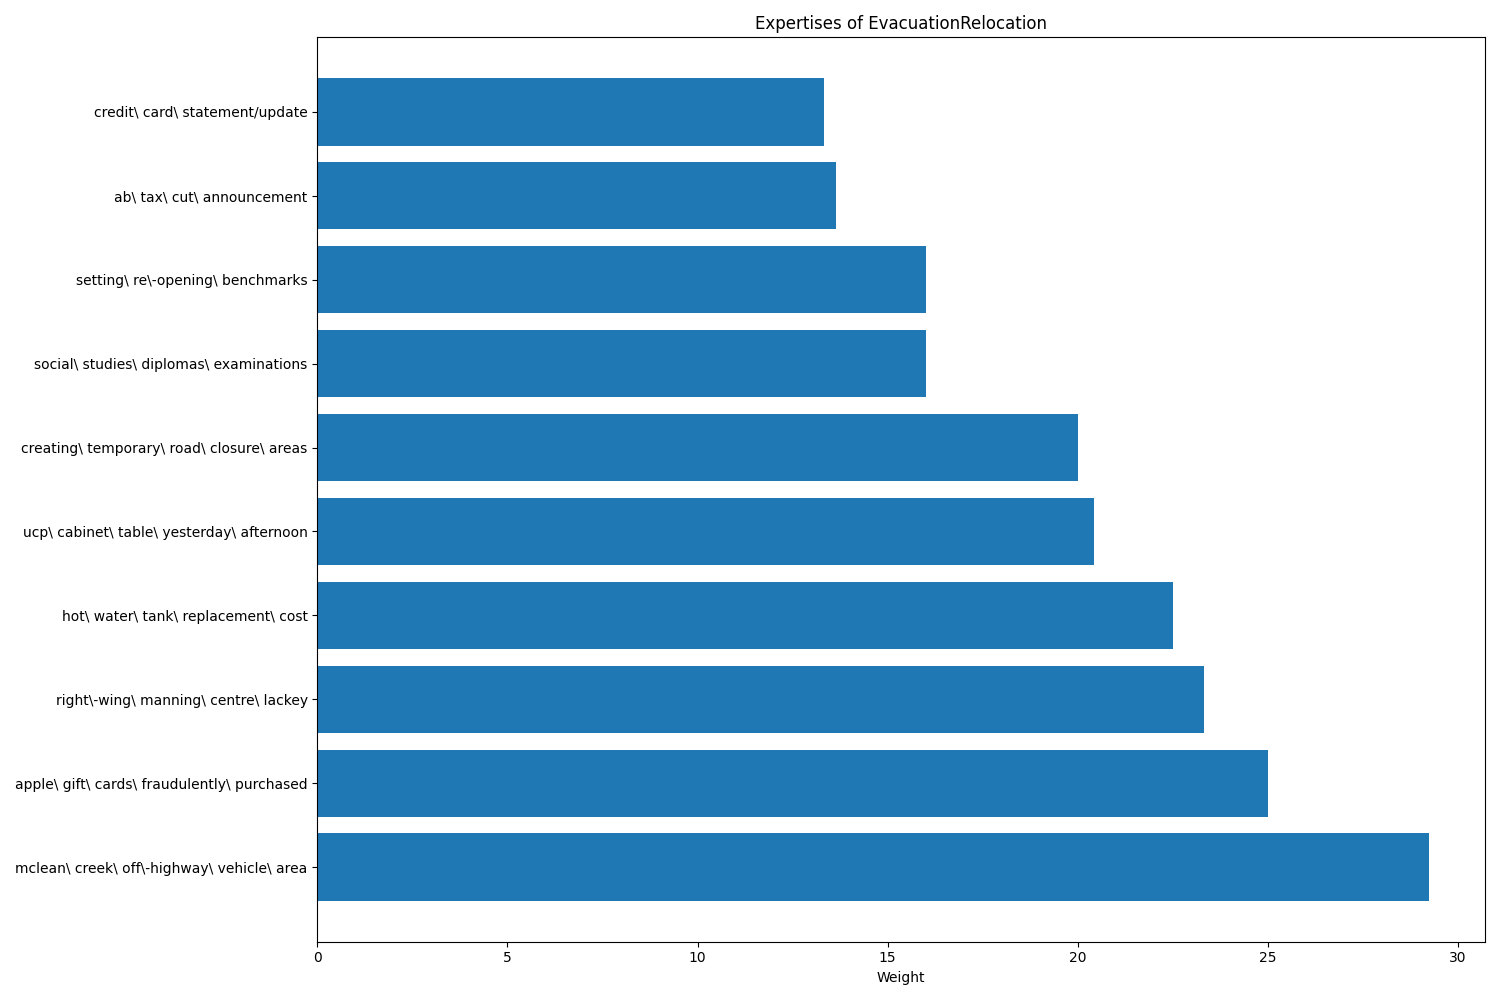 Expertises of EvacuationRelocation
credit\ card\ statement/update
ab\ tax\ cut\ announcement
setting\ re\-opening\ benchmarks
social\ studies\ diplomas\ examinations
creating\ temporary\ road\ closure\ areas
ucp\ cabinet\ table\ yesterday\ afternoon
hot\ water\ tank\ replacement\ cost
right\-wing\ manning\ centre\ lackey
apple\ gift\ cards\ fraudulently\ purchased
mclean\ creek\ off\-highway\ vehicle\ area
0 5 10 15 20 25 30
Weight